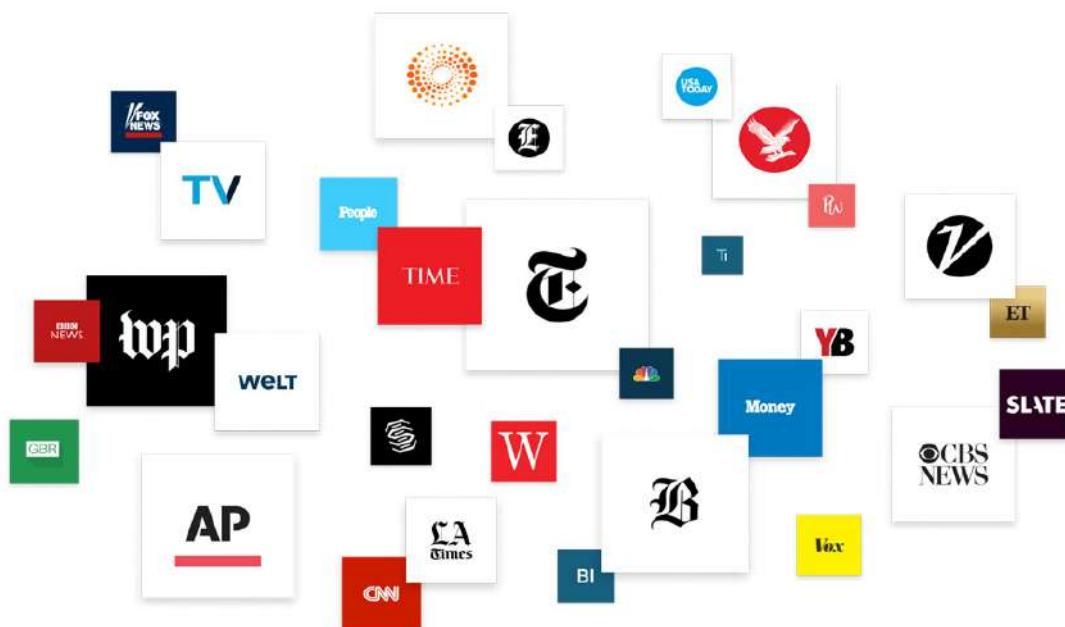 USA
TODAY
FOX
NEWS
E
TV
RW
People
TIME
T
Ti
V
BBC
NEWS
wp
WELT
ET
YB
Money
SLATE
GBR
W
B
CBS
NEWS
AP
LA
Times
Vox
CNN
BI